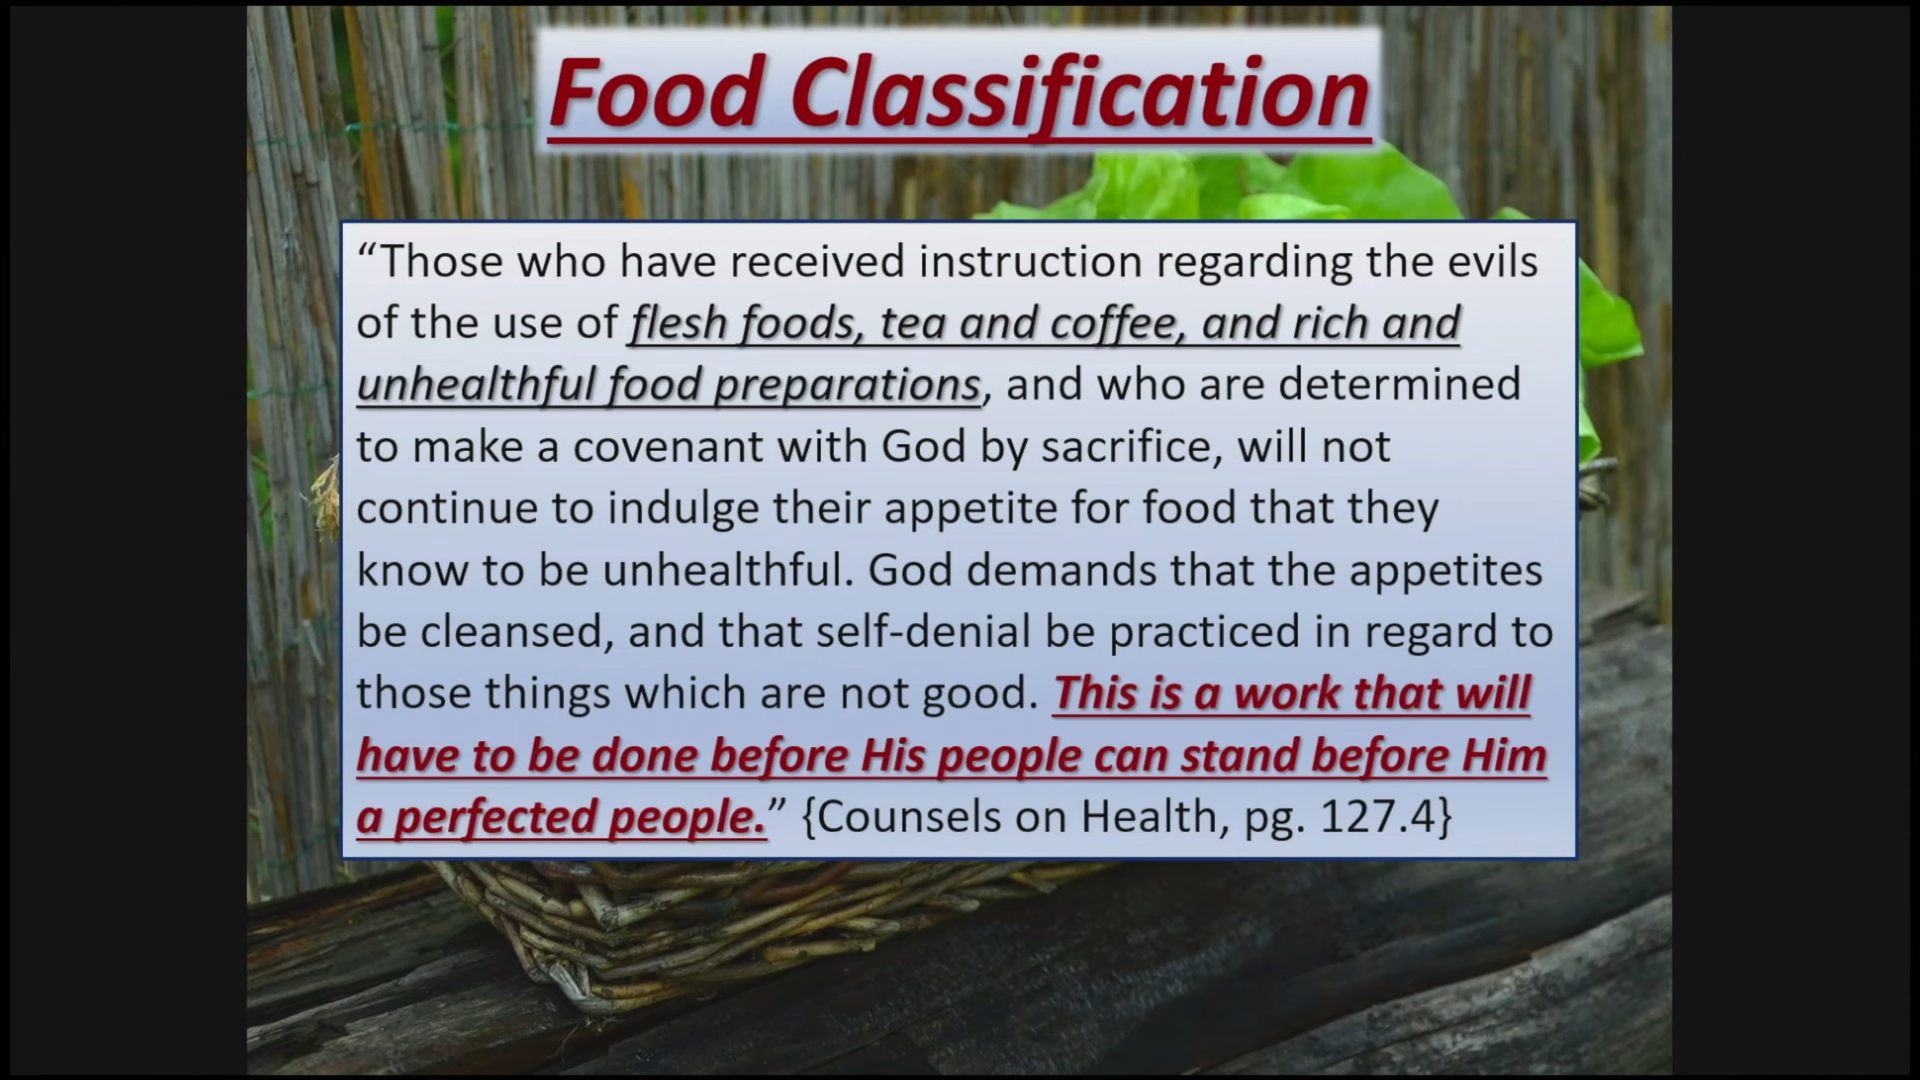 Food Classification
“Those who have received instruction regarding the evils
of the use of flesh foods, tea and coffee, and rich and
unhealthful food preparations, and who are determined
to make a covenant with God by sacrifice, will not
continue to indulge their appetite for food that they
know to be unhealthful. God demands that the appetites
be cleansed, and that self-denial be practiced in regard to
those things which are not good. This is a work that will
have to be done before His people can stand before Him
a perfected people.” {Counsels on Health, pg. 127.4}